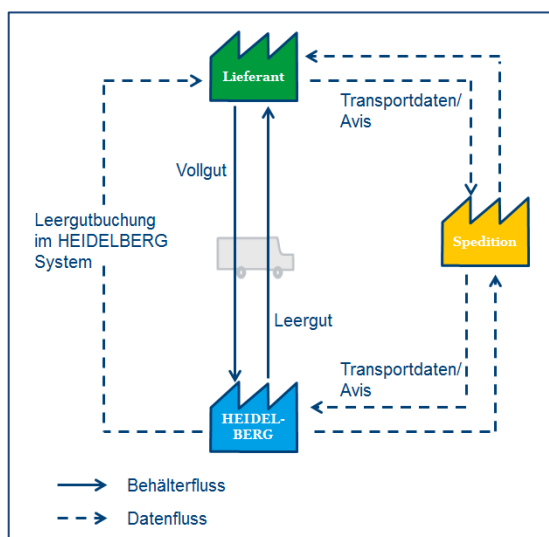 Lieferant
Transportdaten/
Avis
Vollgut
Leergutbuchung
im HEIDELBERG
System
Spedition
Leergut
Transportdaten/
Avis
HEIDEL-
BERG
Behälterfluss
Datenfluss